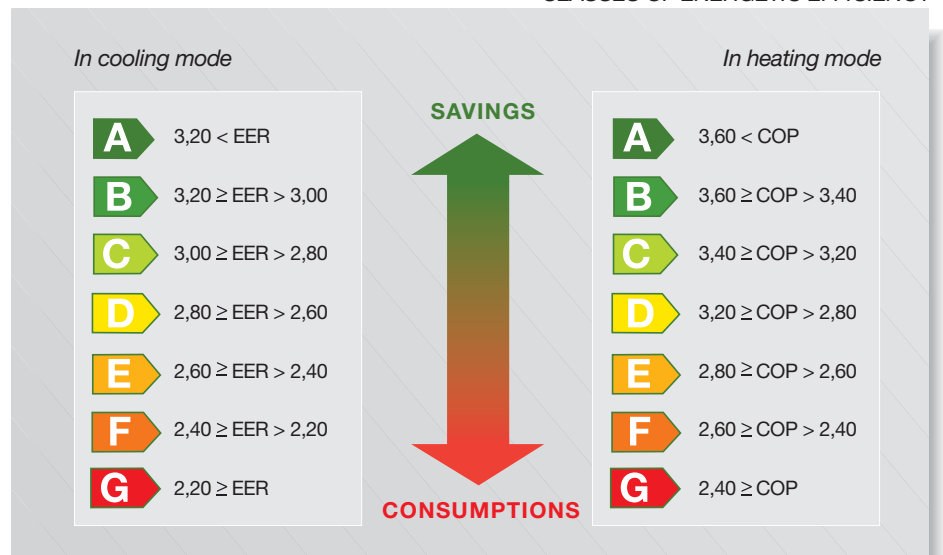 In cooling mode
In heating mode
SAVINGS
A 3,20 < EER
B 3,20 ≥ EER > 3,00
C 3,00 ≥ EER > 2,80
D 2,80 ≥ EER > 2,60
E 2,60 ≥ EER > 2,40
F 2,40 ≥ EER > 2,20
G 2,20 ≥ EER
A 3,60 < COP
B 3,60 ≥ COP > 3,40
C 3,40 ≥ COP > 3,20
D 3,20 ≥ COP > 2,80
E 2,80 ≥ COP > 2,60
F 2,60 ≥ COP > 2,40
G 2,40 ≥ COP
CONSUMPTIONS